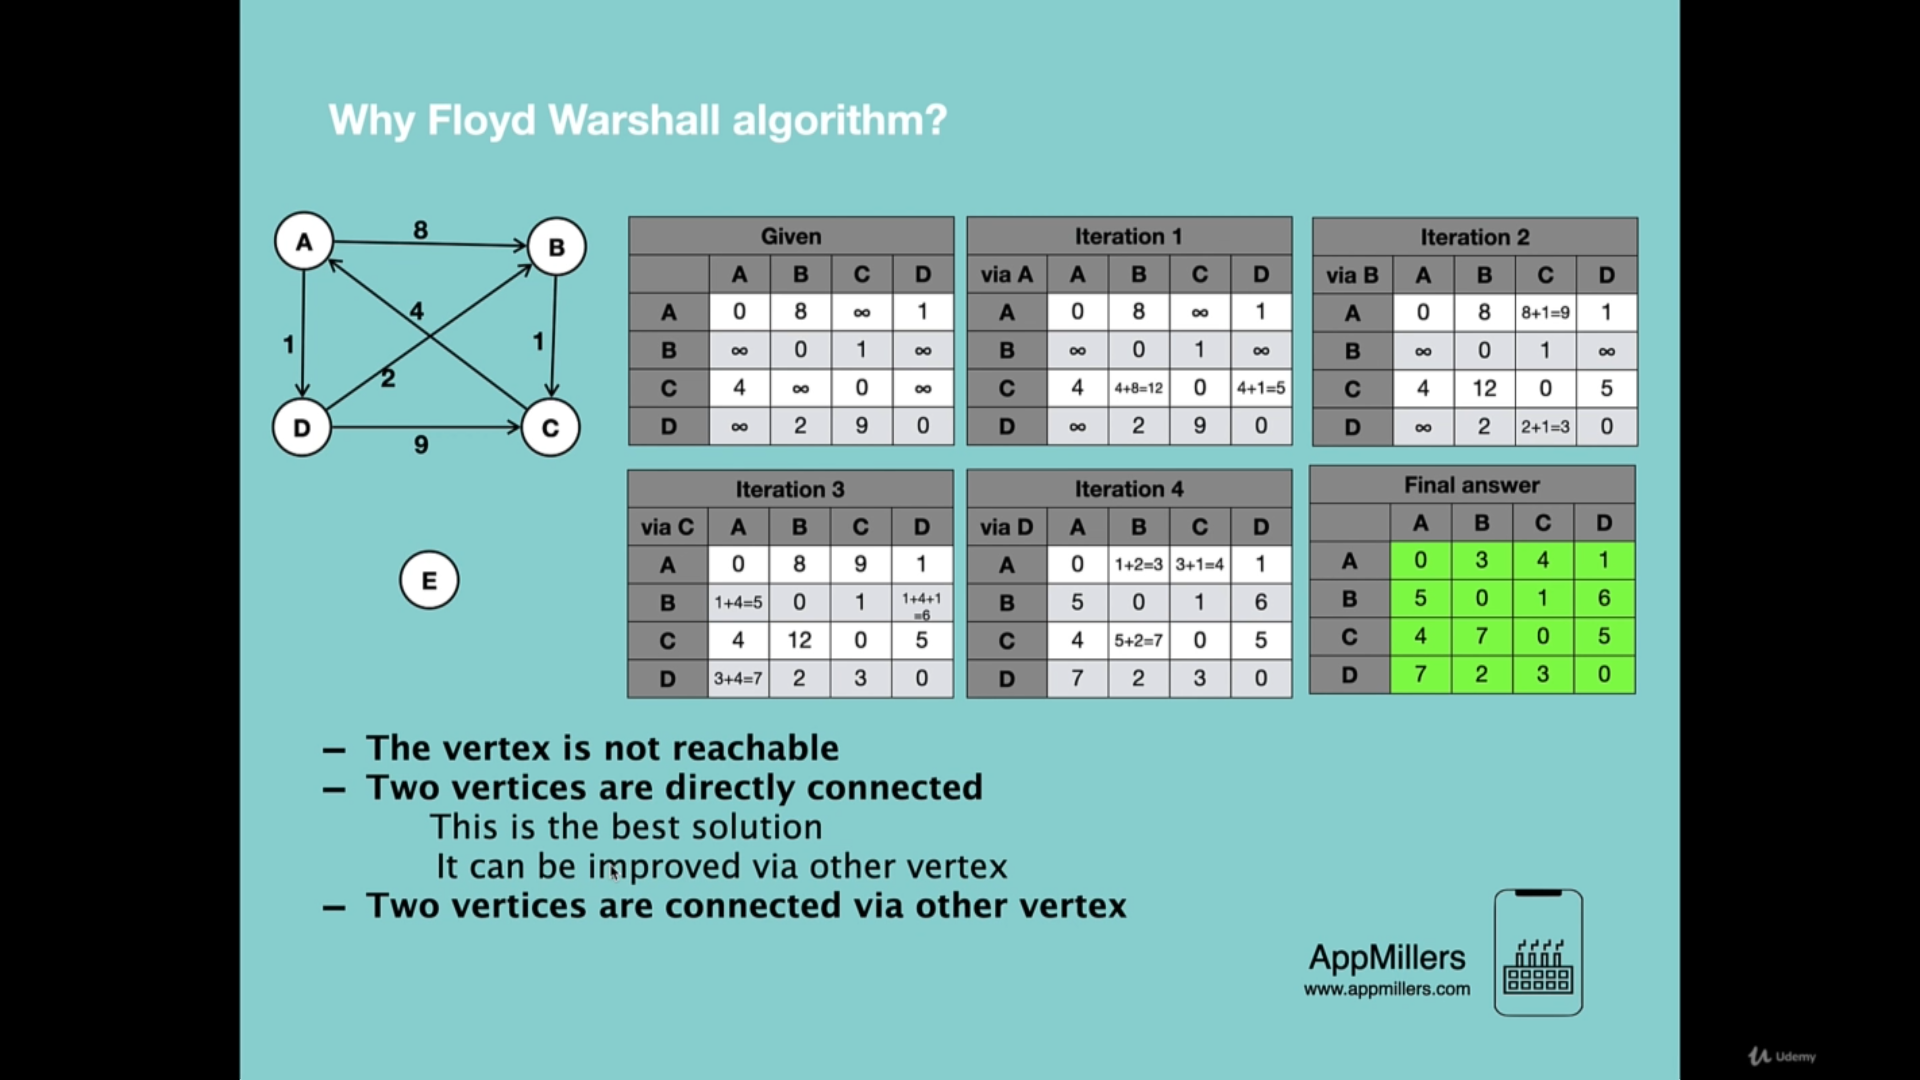 Why Floyd Warshall algorithm?
A
8
B
4
1
1
2
D
9
C
E
Given
A B C D
A 0 8 ∞ 1
B ∞ 0 1 ∞
C 4 ∞ 0 ∞
D ∞ 2 9 0
Iteration 1
via A A B C D
A 0 8 ∞ 1
B ∞ 0 1 ∞
C 4 4+8=12 0 4+1=5
D ∞ 2 9 0
Iteration 2
via B A B C D
A 0 8 8+1=9 1
B ∞ 0 1 ∞
C 4 12 0 5
D ∞ 2 2+1=3 0
Iteration 3
via C A B C D
A 0 8 9 1
B 1+4=5 0 1 1+4+1
=6
C 4 12 0 5
D 3+4=7 2 3 0
Iteration 4
via D A B C D
A 0 1+2=3 3+1=4 1
B 5 0 1 6
C 4 5+2=7 0 5
D 7 2 3 0
Final answer
A B C D
A 0 3 4 1
B 5 0 1 6
C 4 7 0 5
D 7 2 3 0
– The vertex is not reachable
– Two vertices are directly connected
This is the best solution
It can be improved via other vertex
– Two vertices are connected via other vertex
AppMillers
www.appmillers.com
Udemy